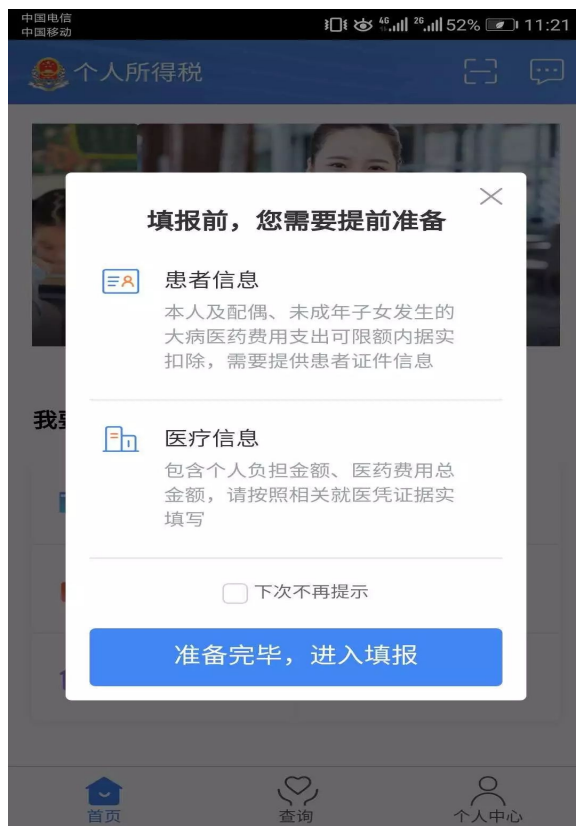 中国电信
中国移动
4G 2G 52% 11:21
个人所得税
填报前，您需要提前准备
患者信息
本人及配偶、未成年子女发生的
大病医药费用支出可限额内据实
扣除，需要提供患者证件信息
我要
医疗信息
包含个人负担金额、医药费用总
金额，请按照相关就医凭证据实
填写
下次不再提示
准备完毕，进入填报
首页
查询
个人中心